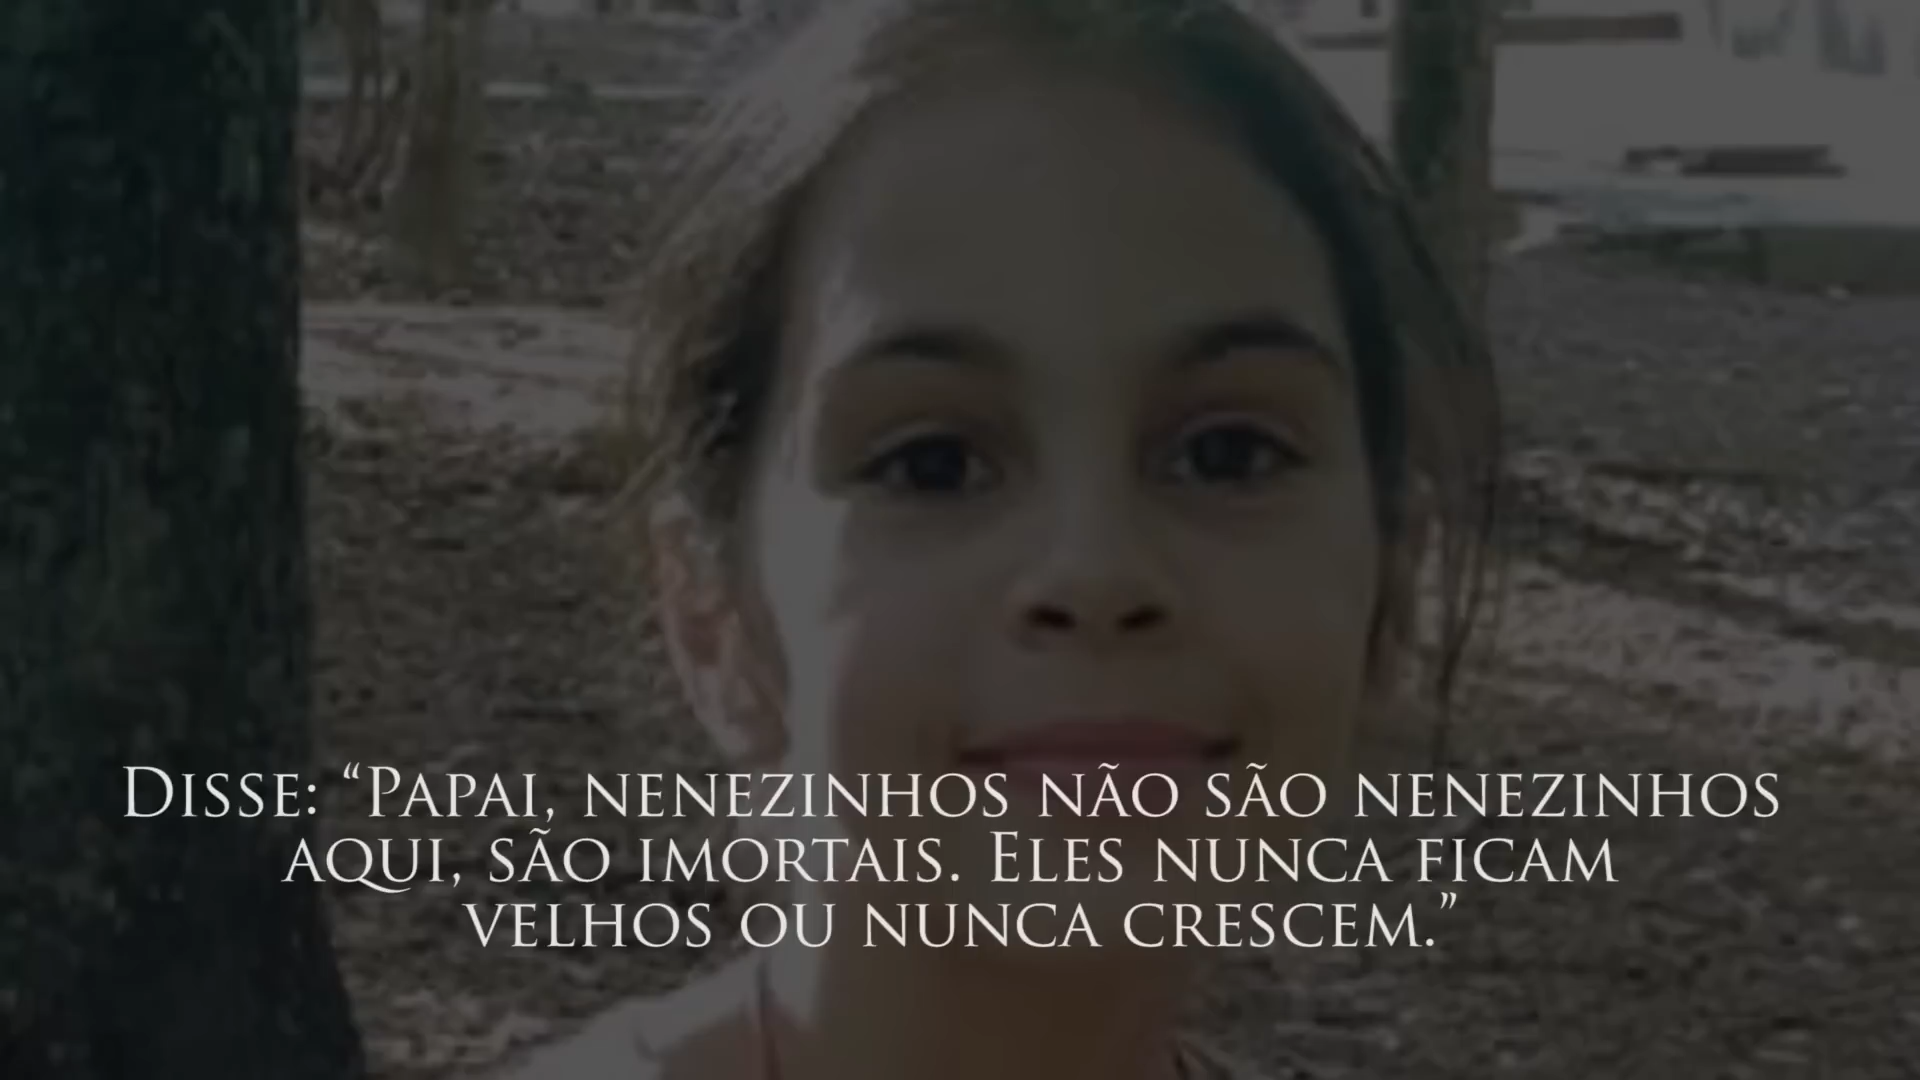 Disse: “Papai, nenezinhos não são nenezinhos
aqui, são imortais. Eles nunca ficam
velhos ou nunca crescem.”